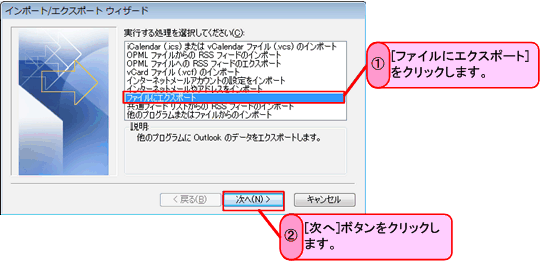 インポート/エクスポート ウィザード
実行する処理を選択してください(C):
iCalendar (.ics) または vCalendar ファイル (.vcs) のインポート
OPML ファイルからの RSS フィードのインポート
OPML ファイルへの RSS フィードのエクスポート
vCard ファイル (.vcf) のインポート
インターネットメールアカウントの設定をインポート
インターネットメールやアドレスをインポート
ファイルにエクスポート
共通フィード リストからの RSS フィードのインポート
他のプログラムまたはファイルからのインポート
説明:
他のプログラムに Outlook のデータをエクスポートします。
< 戻る(B)
次へ(N) >
キャンセル
① [ファイルにエクスポート]
をクリックします。
② [次へ]ボタンをクリックし
ます。